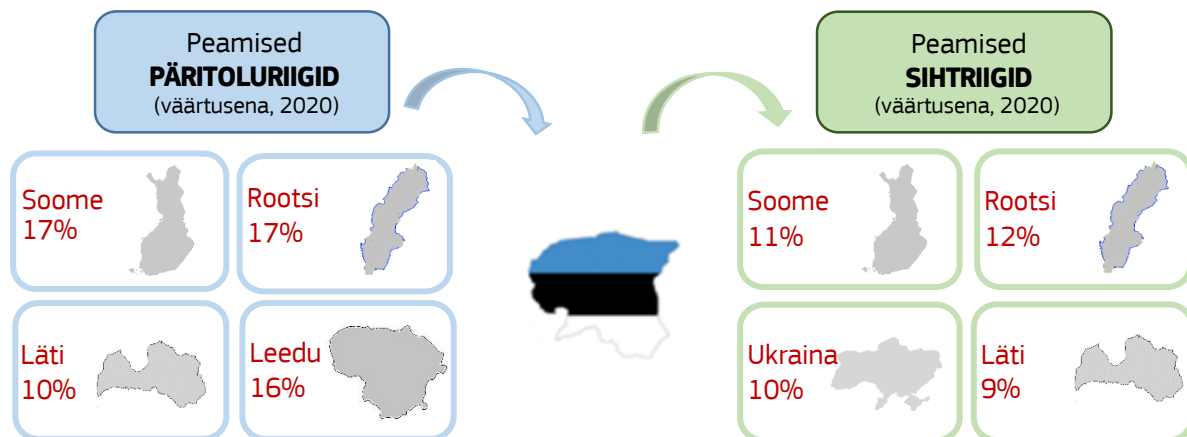 Peamised
PÄRITOLURIIGID
(väärtusena, 2020)
Soome
17%
Rootsi
17%
Läti
10%
Leedu
16%
Peamised
SIHTRIIGID
(väärtusena, 2020)
Soome
11%
Rootsi
12%
Ukraina
10%
Läti
9%